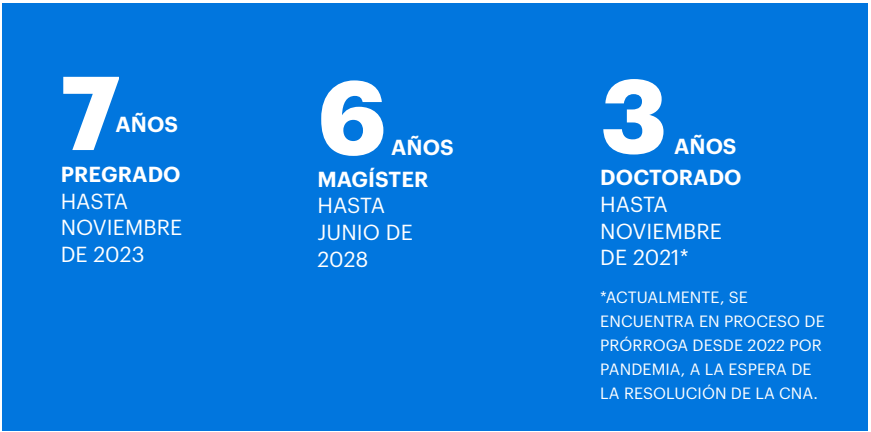 7 AÑOS
PREGRADO
HASTA
NOVIEMBRE
DE 2023
6 AÑOS
MAGÍSTER
HASTA
JUNIO DE
2028
3 AÑOS
DOCTORADO
HASTA
NOVIEMBRE
DE 2021*
*ACTUALMENTE, SE
ENCUENTRA EN PROCESO DE
PRÓRROGA DESDE 2022 POR
PANDEMIA, A LA ESPERA DE
LA RESOLUCIÓN DE LA CNA.